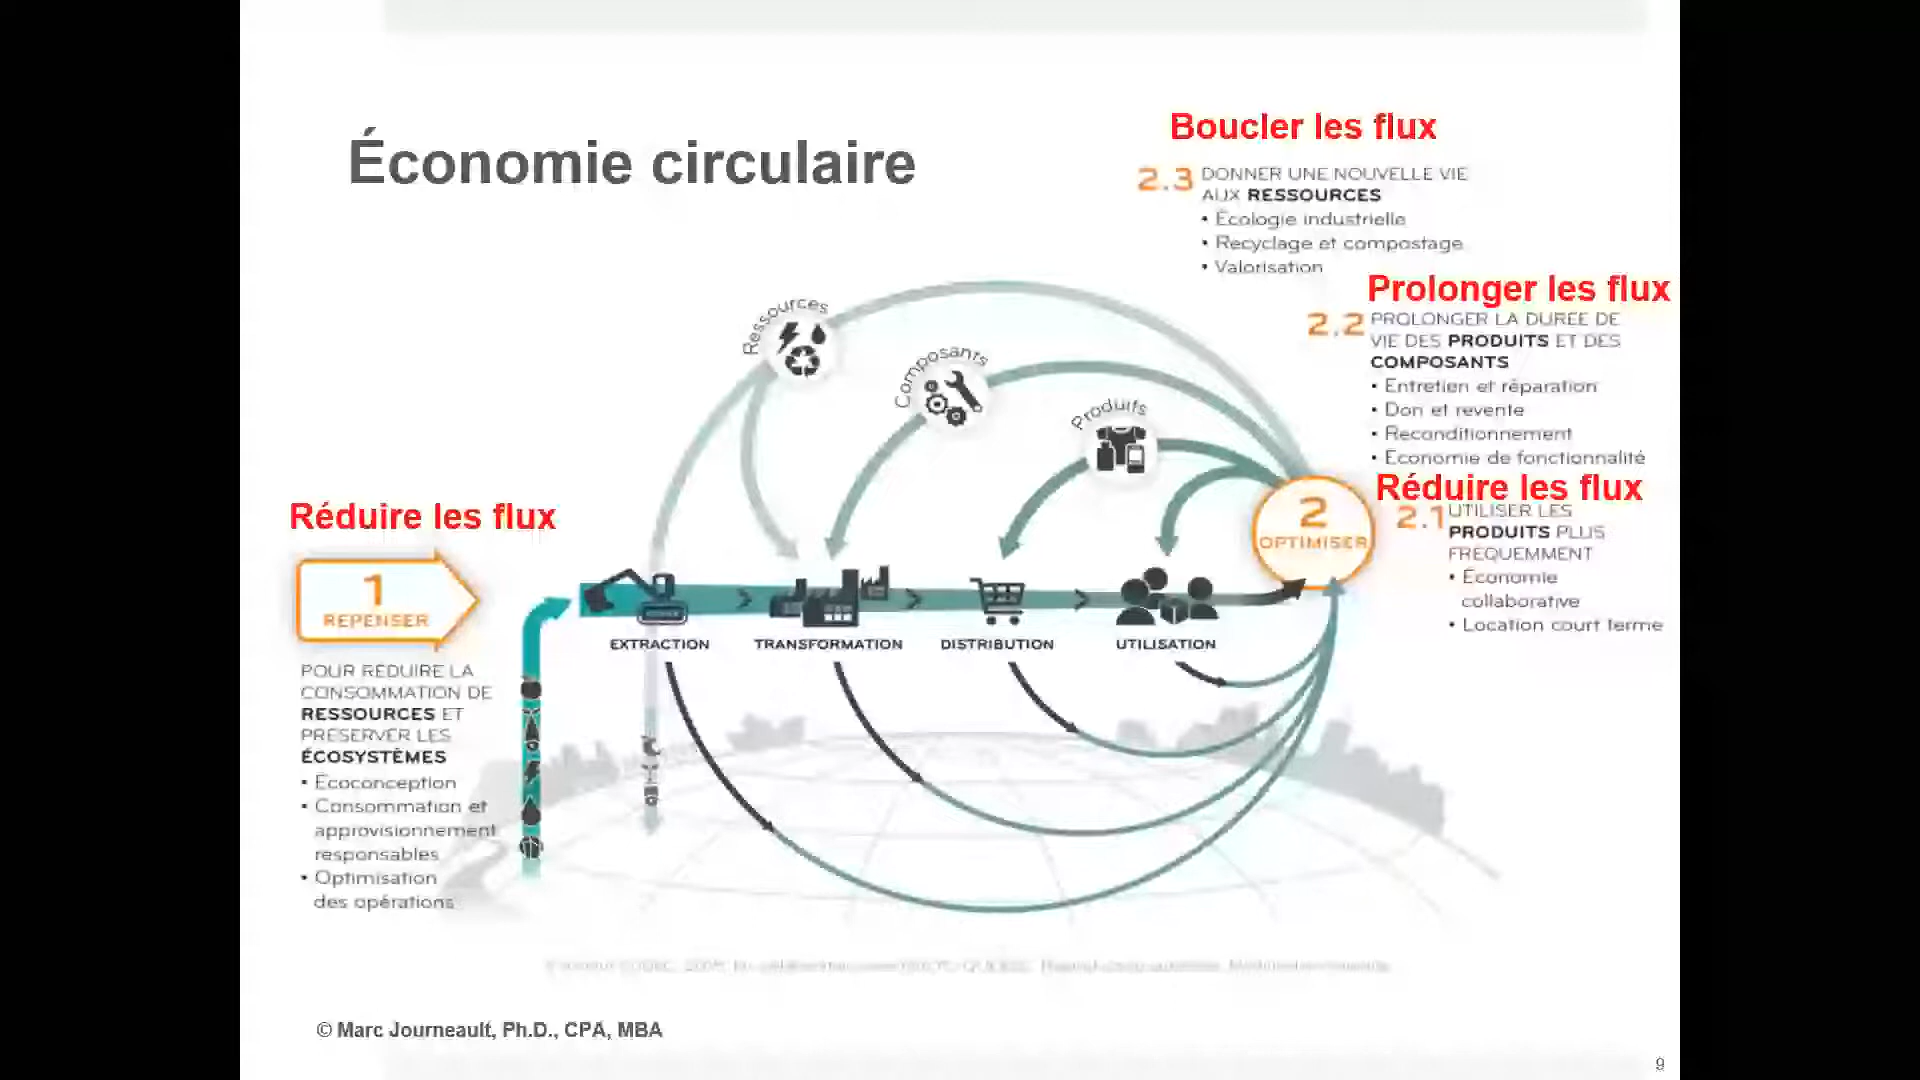 Économie circulaire
Boucler les flux
2.3 DONNER UNE NOUVELLE VIE
AUX RESSOURCES
• Écologie industrielle
• Recyclage et compostage
• Valorisation
Prolonger les flux
2.2 PROLONGER LA DURÉE DE
VIE DES PRODUITS ET DES
COMPOSANTS
• Entretien et réparation
• Don et revente
• Reconditionnement
• Économie de fonctionnalité
Réduire les flux
2.1 UTILISER LES
PRODUITS PLUS
FRÉQUEMMENT
• Économie
collaborative
• Location court terme
Ressources
Composants
Produits
2
OPTIMISER
Réduire les flux
1
REPENSER
EXTRACTION
TRANSFORMATION
DISTRIBUTION
UTILISATION
POUR RÉDUIRE LA
CONSOMMATION DE
RESSOURCES ET
PRÉSERVER LES
ÉCOSYSTÈMES
• Écoconception
• Consommation et
approvisionnement
responsables
• Optimisation
des opérations
© Marc Journeault, Ph.D., CPA, MBA
9